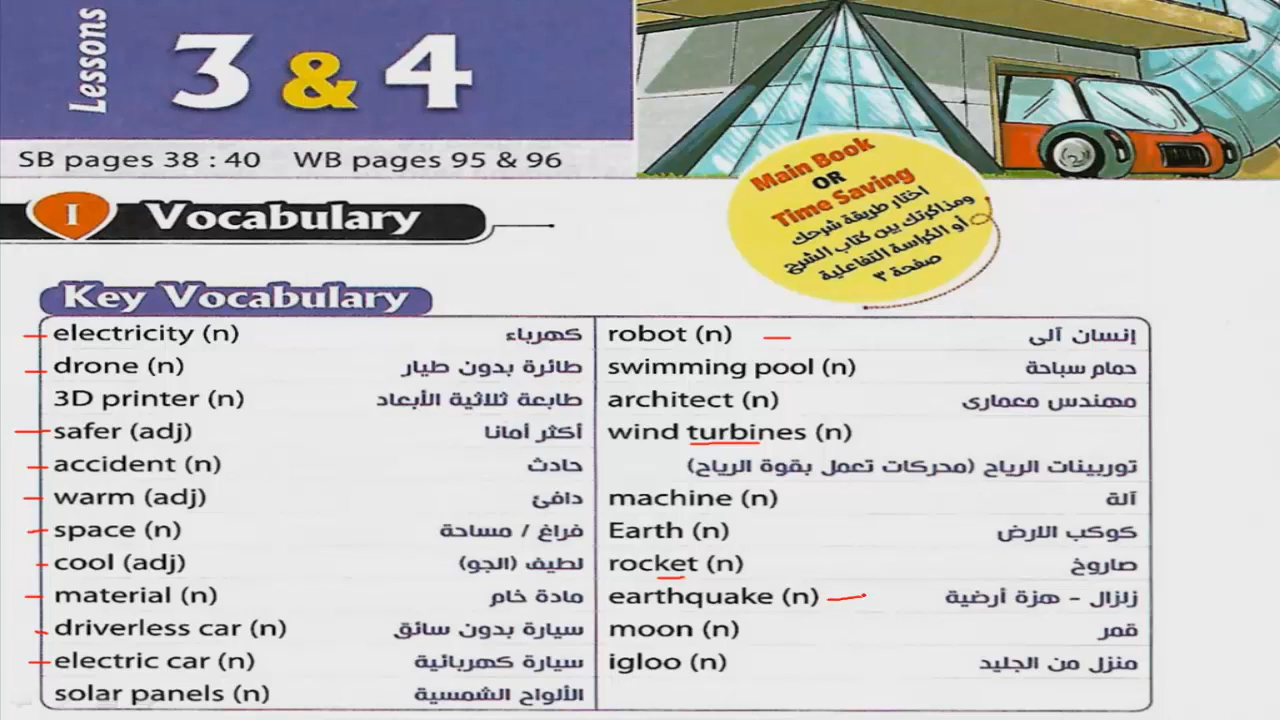 Lessons
3 & 4
SB pages 38 : 40 WB pages 95 & 96
Main Book
OR
Time Saving
اختار طريقة شرحك
ومذاكرتك بين كتاب الشرح
أو الكراسة التفاعلية
صفحة ٣
I Vocabulary
Key Vocabulary
electricity (n) كهرباء
drone (n) طائرة بدون طيار
3D printer (n) طابعة ثلاثية الأبعاد
safer (adj) أكثر أمانا
accident (n) حادث
warm (adj) دافئ
space (n) فراغ / مساحة
cool (adj) لطيف (الجو)
material (n) مادة خام
driverless car (n) سيارة بدون سائق
electric car (n) سيارة كهربائية
solar panels (n) الألواح الشمسية
robot (n) إنسان آلى
swimming pool (n) حمام سباحة
architect (n) مهندس معمارى
wind turbines (n)
توربينات الرياح (محركات تعمل بقوة الرياح)
machine (n) آلة
Earth (n) كوكب الارض
rocket (n) صاروخ
earthquake (n) زلزال - هزة أرضية
moon (n) قمر
igloo (n) منزل من الجليد